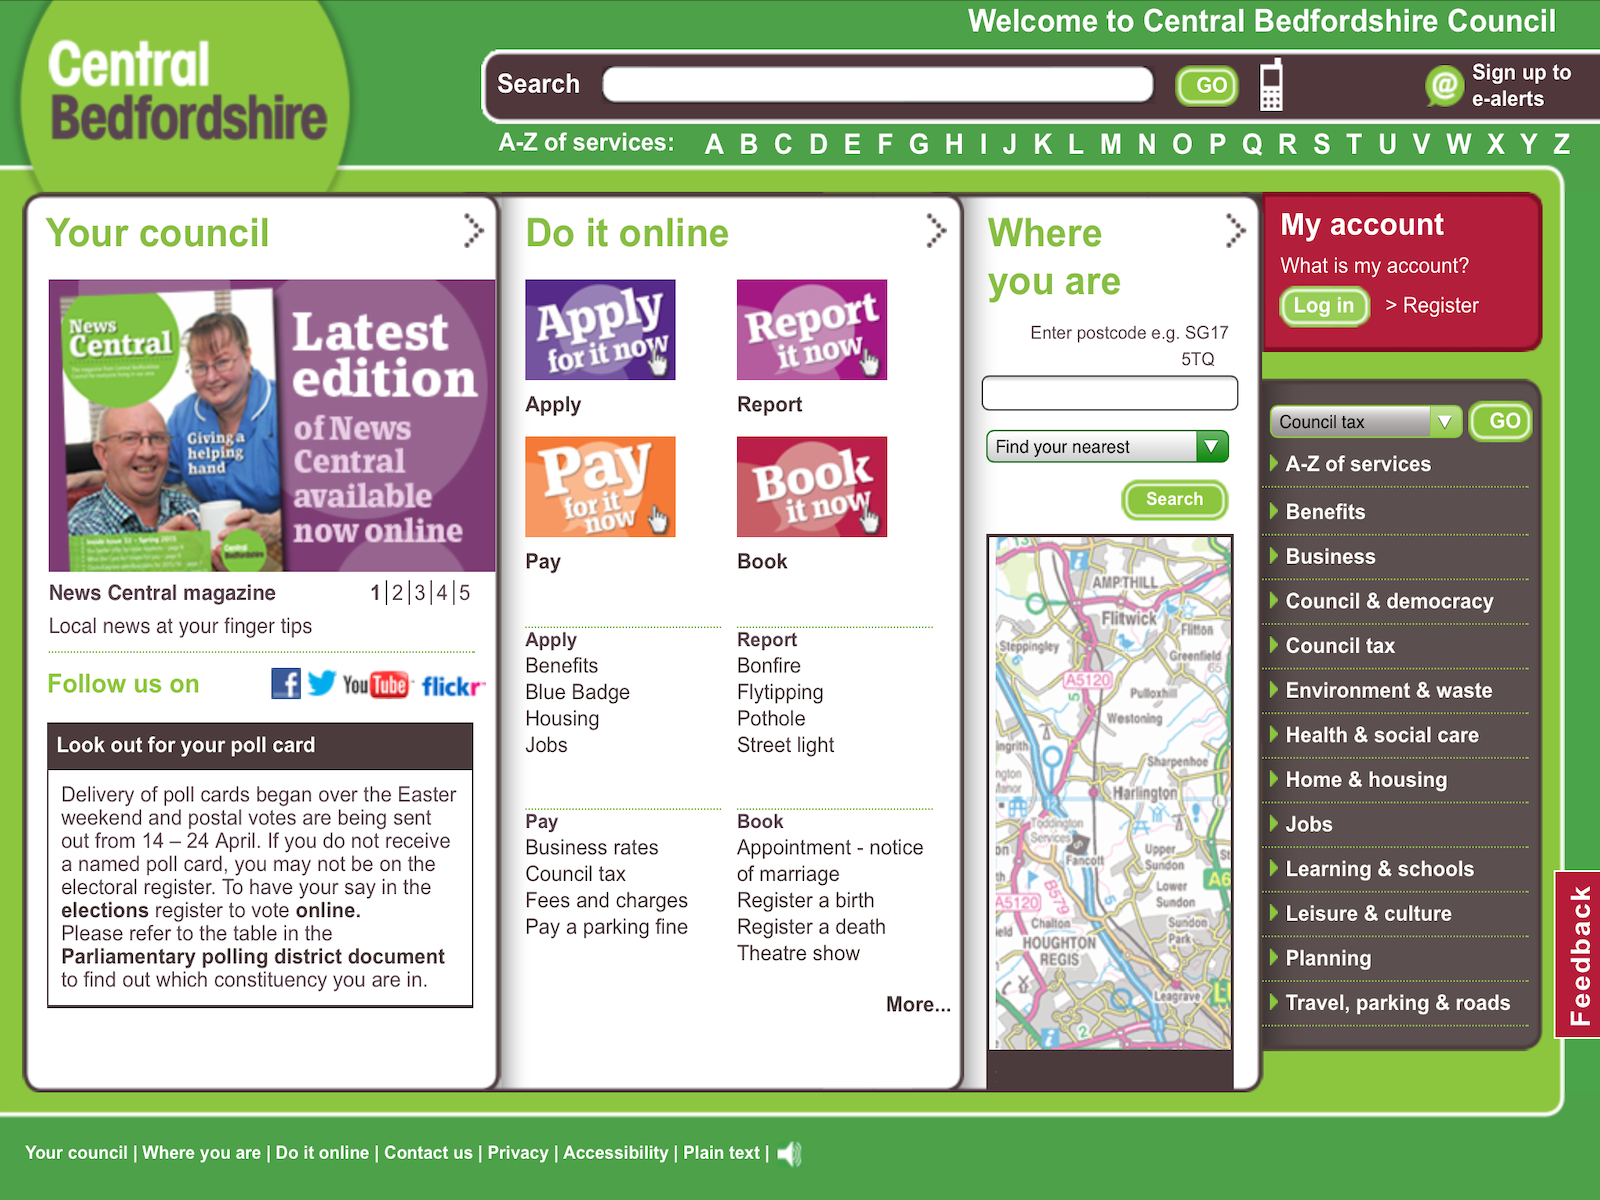 Welcome to Central Bedfordshire Council
Central
Bedfordshire
Search
GO
Sign up to
e-alerts
A-Z of services:
A B C D E F G H I J K L M N O P Q R S T U V W X Y Z
Your council
News
Central
Giving a
helping
hand
Central
Bedfordshire
Latest
edition
of News
Central
available
now online
News Central magazine
1|2|3|4|5
Local news at your finger tips
Follow us on
f
YouTube
flickr
Look out for your poll card
Delivery of poll cards began over the Easter
weekend and postal votes are being sent
out from 14 – 24 April. If you do not receive
a named poll card, you may not be on the
electoral register. To have your say in the
elections register to vote online.
Please refer to the table in the
Parliamentary polling district document
to find out which constituency you are in.
Do it online
Apply
for it now
Apply
Report
it now
Report
Pay
for it
now
Pay
Book
it now
Book
Apply
Benefits
Blue Badge
Housing
Jobs
Report
Bonfire
Flytipping
Pothole
Street light
Pay
Business rates
Council tax
Fees and charges
Pay a parking fine
Book
Appointment - notice
of marriage
Register a birth
Register a death
Theatre show
More...
Where
you are
Enter postcode e.g. SG17
5TQ
Find your nearest
Search
13
AMPTHILL
Flitwick
Flitton
Steppingley
Greenfield
65
A5120
5
Pulloxhill
Westoning
ingrith
Sharpenhoe
Harlington
12
Toddington
Services
Fancott
Upper
Sundon
Lower
Sundon
A5120
B579
5
A6
Chalton
Sundon
Park
HOUGHTON
REGIS
Leagrave
2
My account
What is my account?
Log in
> Register
Council tax
GO
A-Z of services
Benefits
Business
Council & democracy
Council tax
Environment & waste
Health & social care
Home & housing
Jobs
Learning & schools
Leisure & culture
Planning
Travel, parking & roads
Feedback
Your council | Where you are | Do it online | Contact us | Privacy | Accessibility | Plain text |